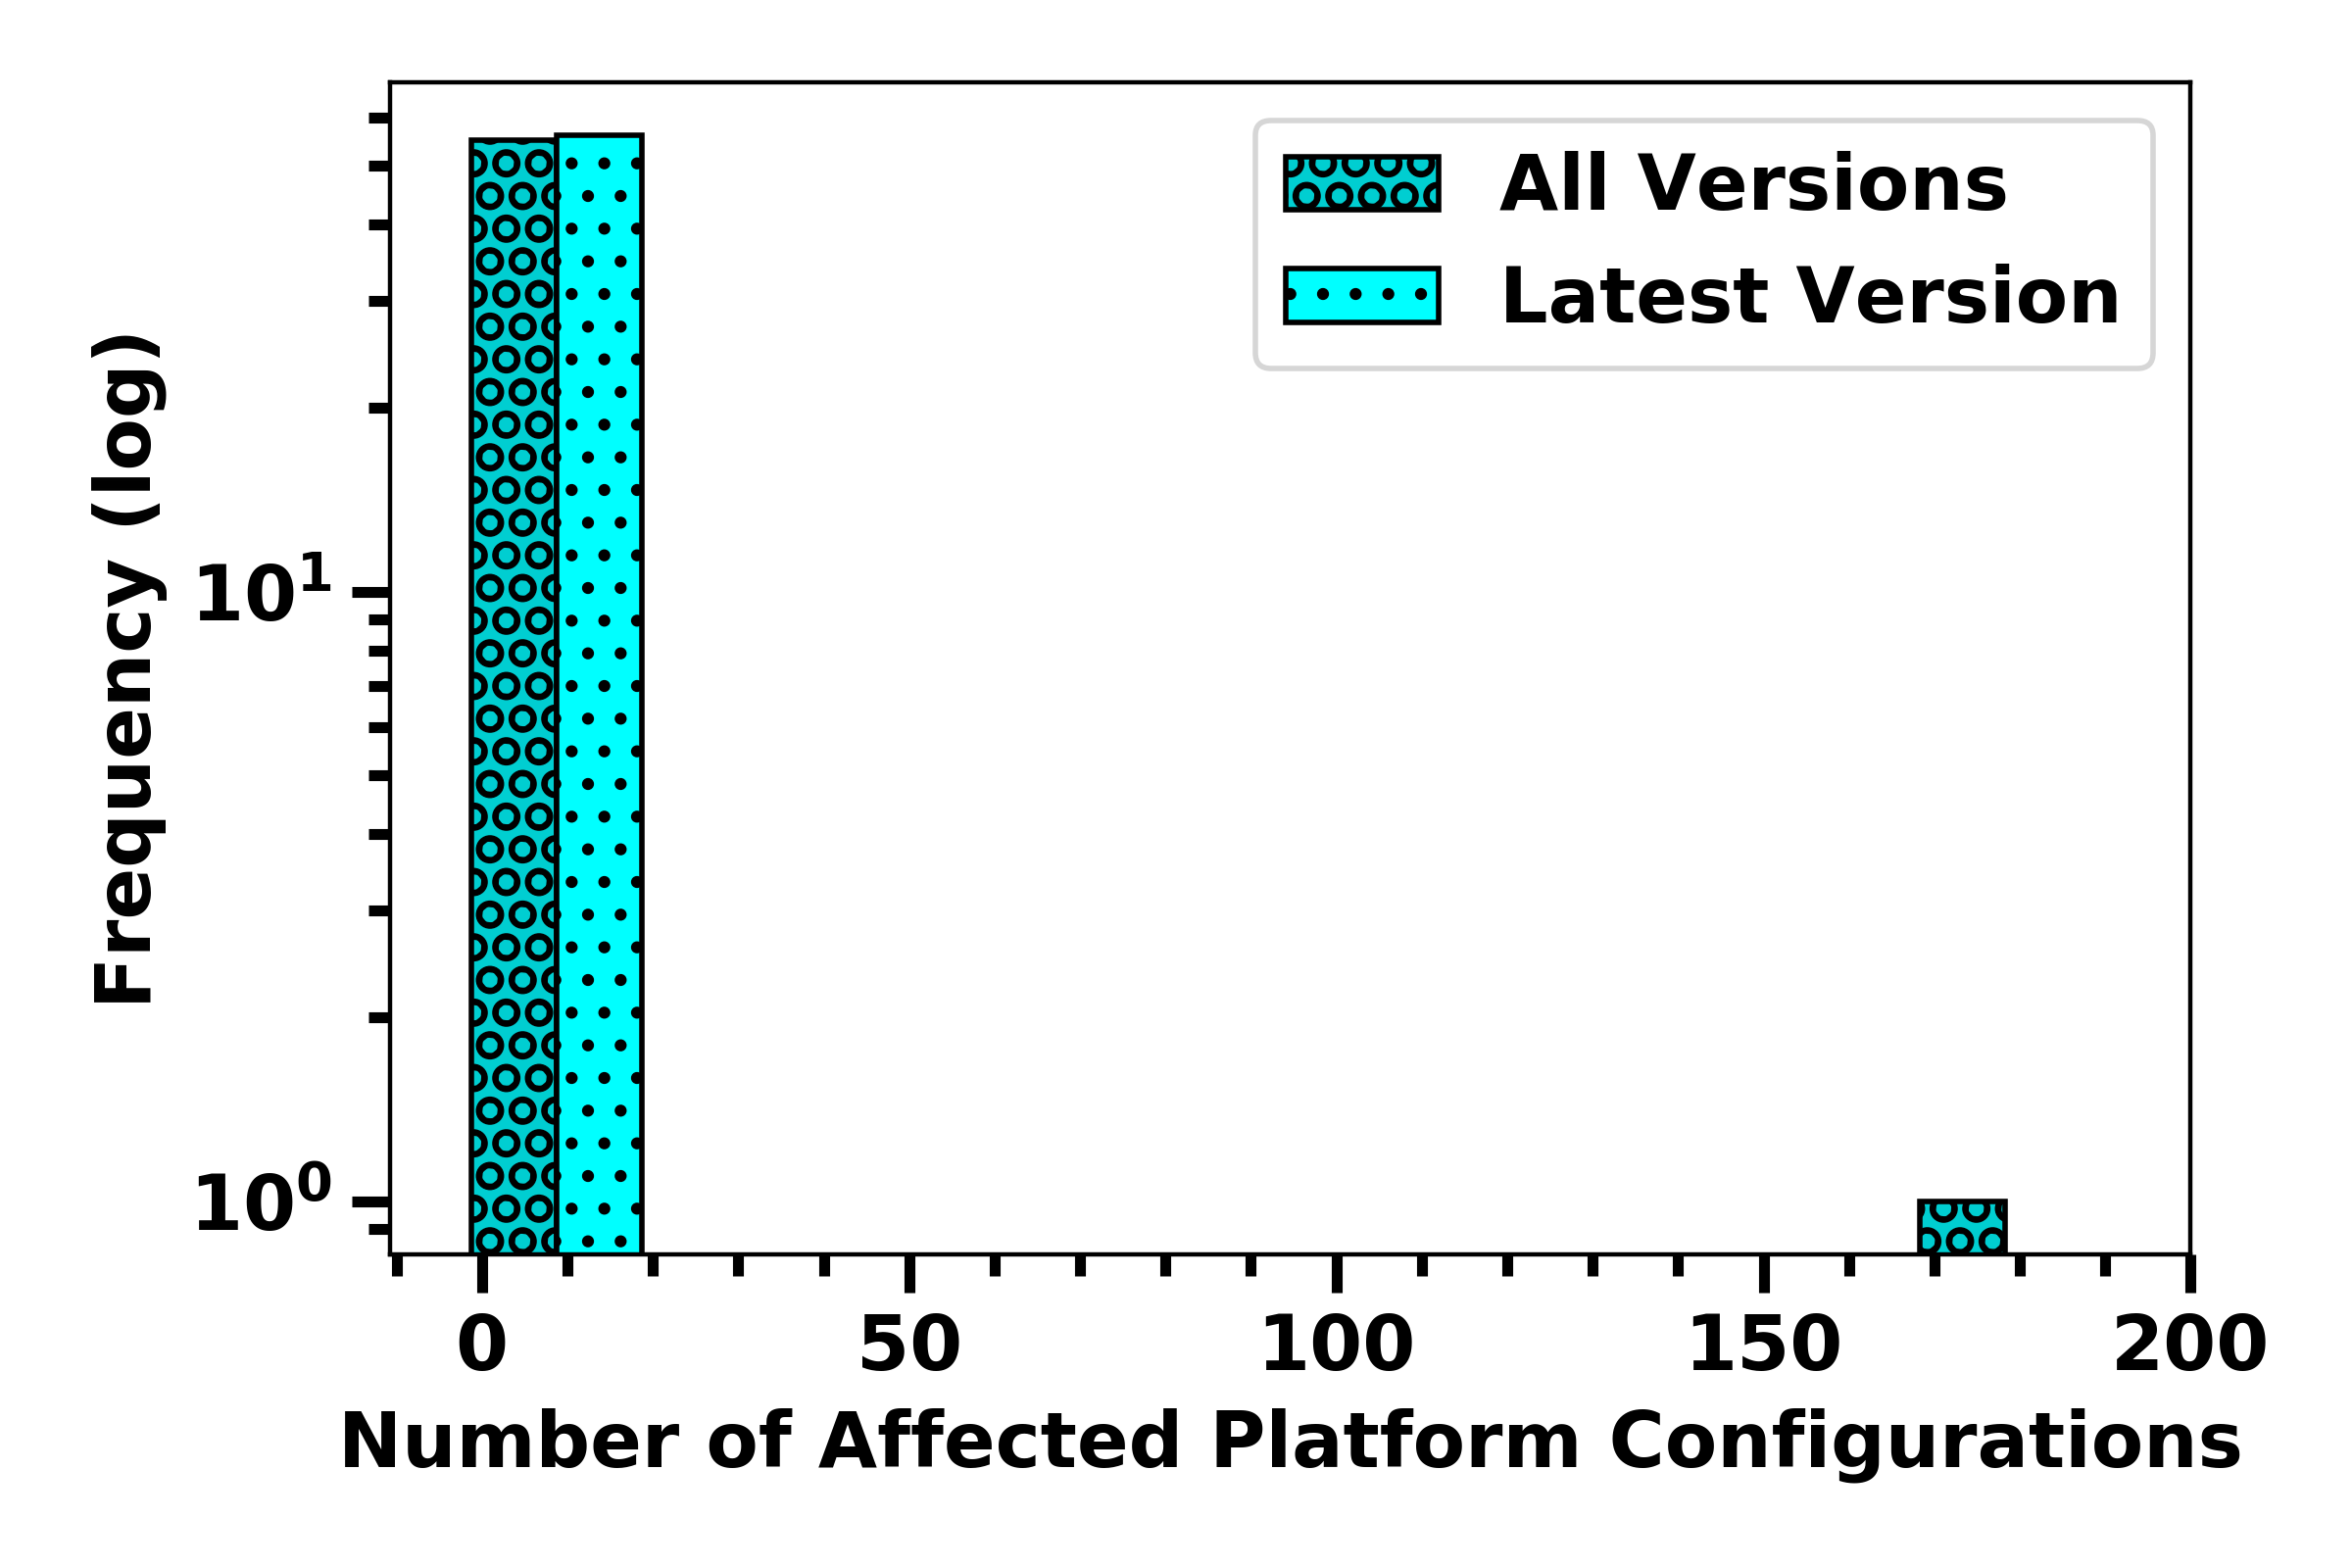 All Versions
Latest Version
Frequency (log)
10¹
10⁰
0 50 100 150 200
Number of Affected Platform Configurations